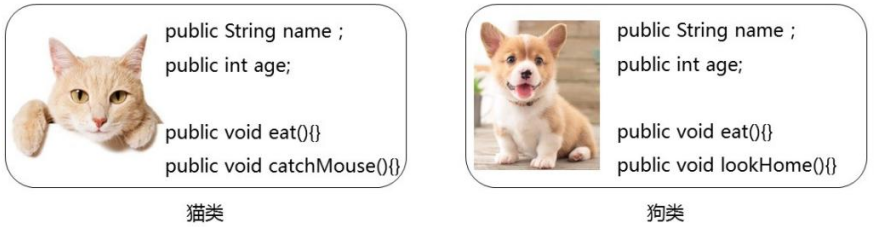 public String name ;
public int age;
public void eat(){}
public void catchMouse(){}
猫类
public String name ;
public int age;
public void eat(){}
public void lookHome(){}
狗类